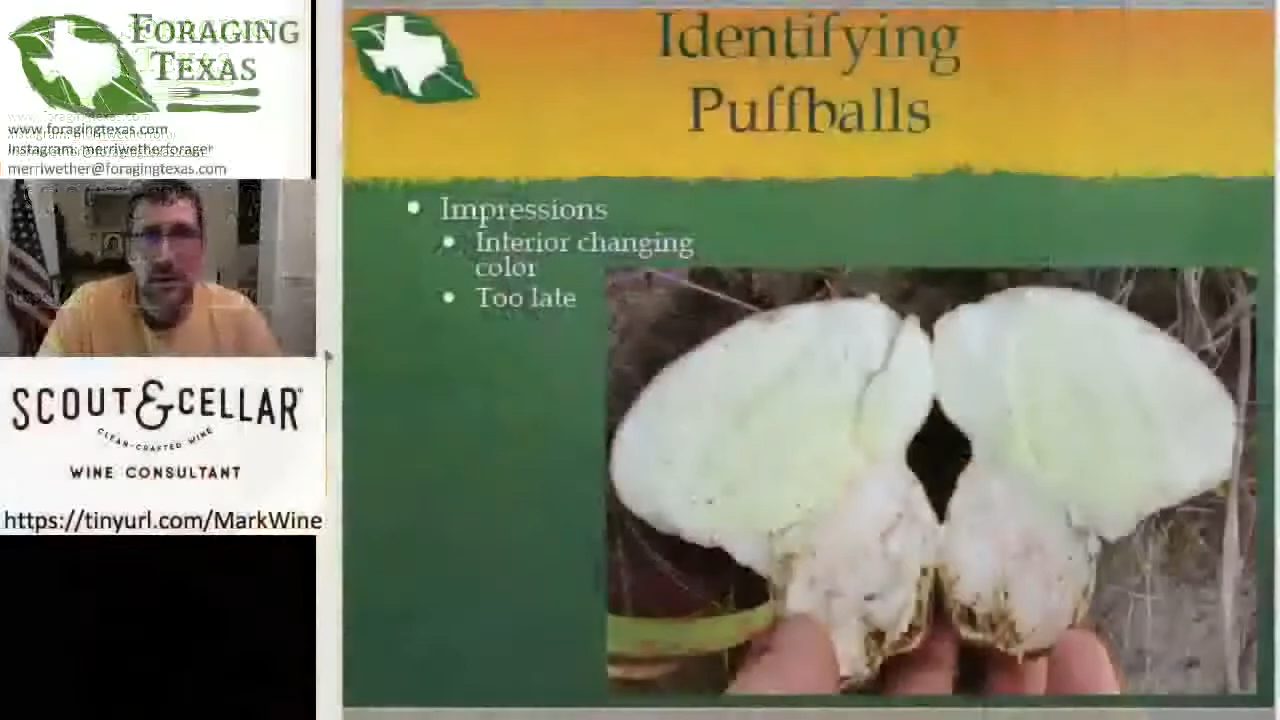 FORAGING
TEXAS
www.foragingtexas.com
Instagram: merriwetherforager
merriwether@foragingtexas.com
SCOUT & CELLAR
CLEAN-CRAFTED WINE
WINE CONSULTANT
https://tinyurl.com/MarkWine
Identifying
Puffballs
• Impressions
• Interior changing
color
• Too late